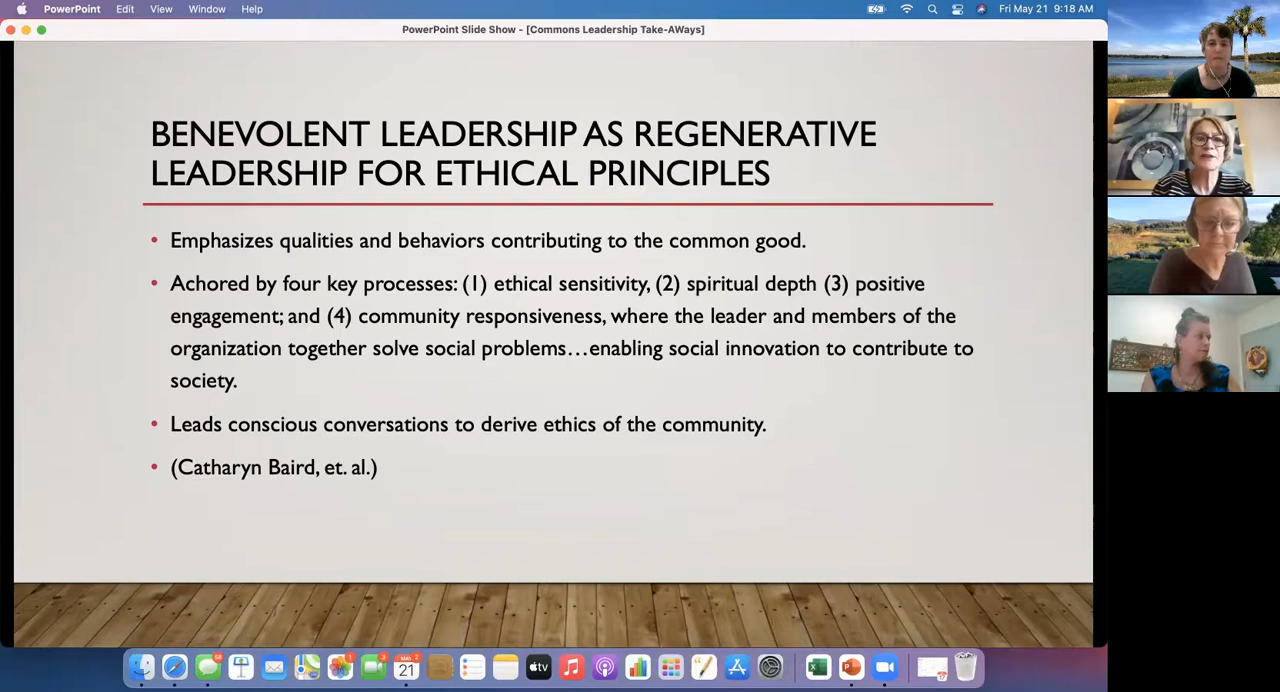 PowerPoint Edit View Window Help Fri May 21 9:18 AM
PowerPoint Slide Show - [Commons Leadership Take-AWays]
BENEVOLENT LEADERSHIP AS REGENERATIVE
LEADERSHIP FOR ETHICAL PRINCIPLES
• Emphasizes qualities and behaviors contributing to the common good.
• Achored by four key processes: (1) ethical sensitivity, (2) spiritual depth (3) positive
engagement; and (4) community responsiveness, where the leader and members of the
organization together solve social problems…enabling social innovation to contribute to
society.
• Leads conscious conversations to derive ethics of the community.
• (Catharyn Baird, et. al.)
21
tv